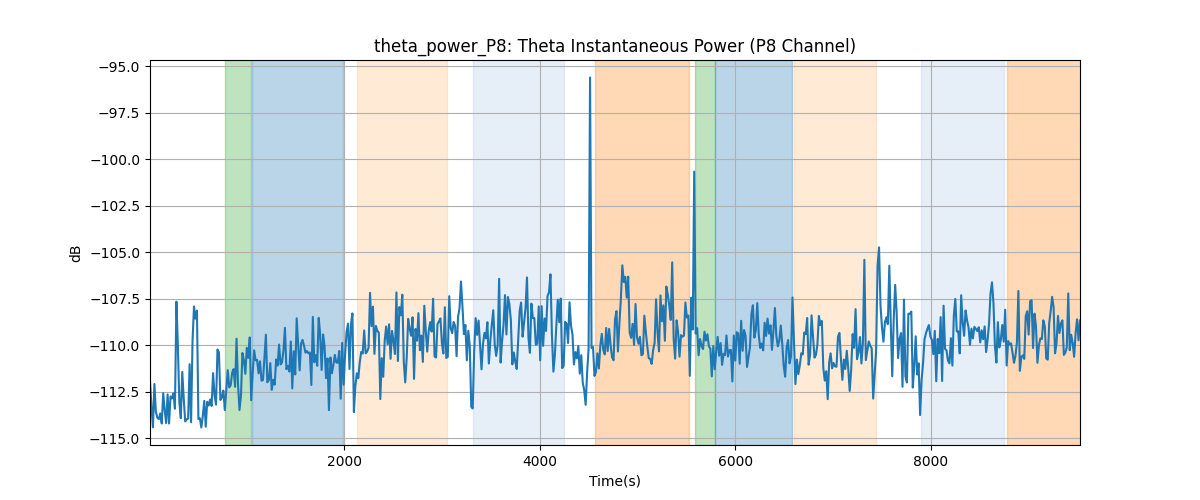 theta_power_P8: Theta Instantaneous Power (P8 Channel)
−95.0
−97.5
−100.0
−102.5
−105.0
−107.5
−110.0
−112.5
−115.0
dB
2000 4000 6000 8000
Time(s)